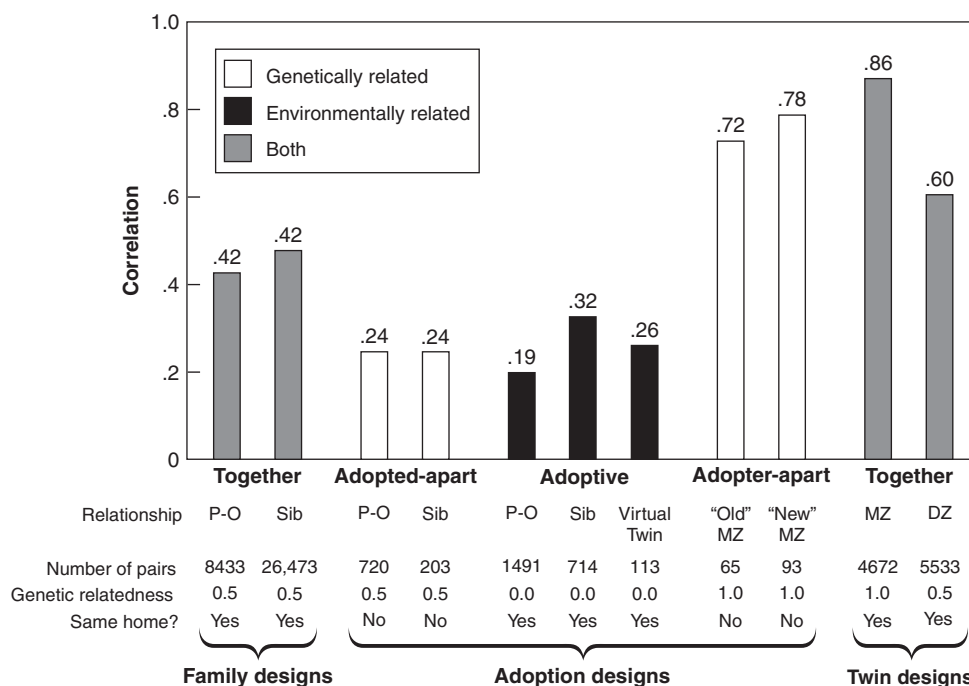 1.0
.8
.6
.4
.2
0
Correlation
Genetically related
Environmentally related
Both
.42 .42 .24 .24 .19 .32 .26 .72 .78 .86 .60
Together Adopted-apart Adoptive Adopter-apart Together
Relationship P-O Sib P-O Sib P-O Sib Virtual Twin “Old” MZ “New” MZ MZ DZ
Number of pairs 8433 26,473 720 203 1491 714 113 65 93 4672 5533
Genetic relatedness 0.5 0.5 0.5 0.5 0.0 0.0 0.0 1.0 1.0 1.0 0.5
Same home? Yes Yes No No Yes Yes Yes No No Yes Yes
Family designs Adoption designs Twin designs